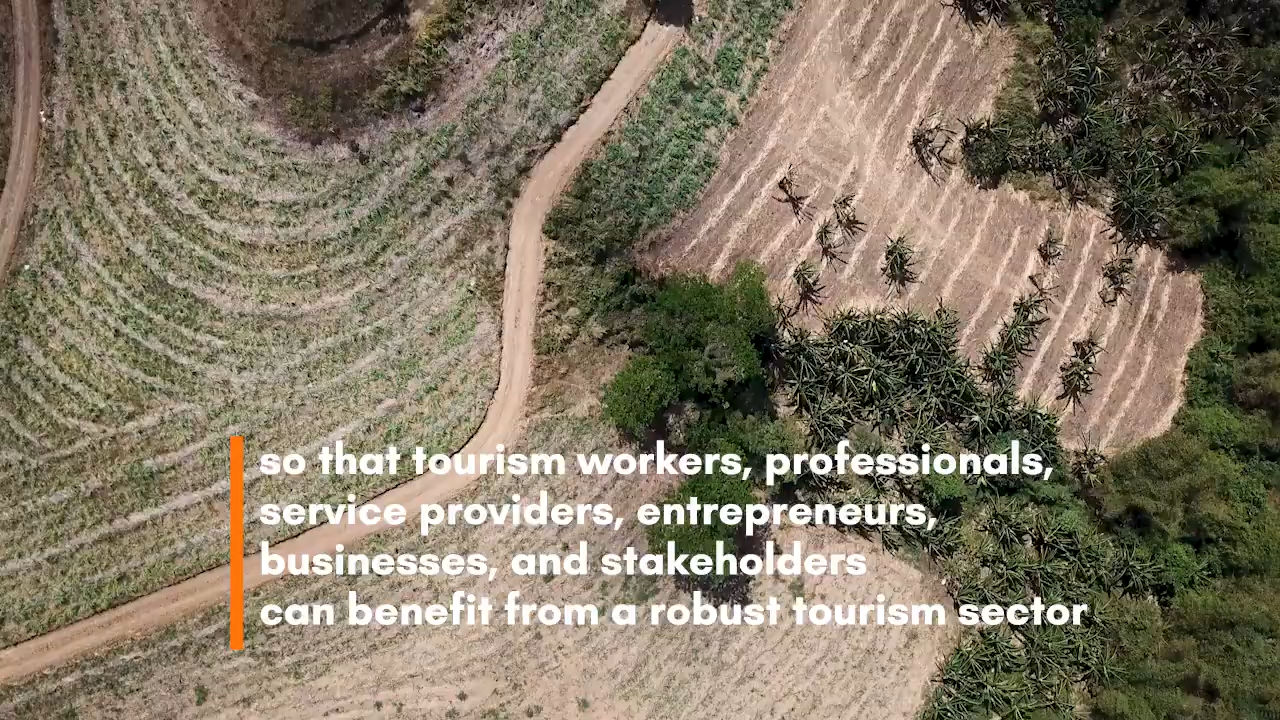 so that tourism workers, professionals,
service providers, entrepreneurs,
businesses, and stakeholders
can benefit from a robust tourism sector